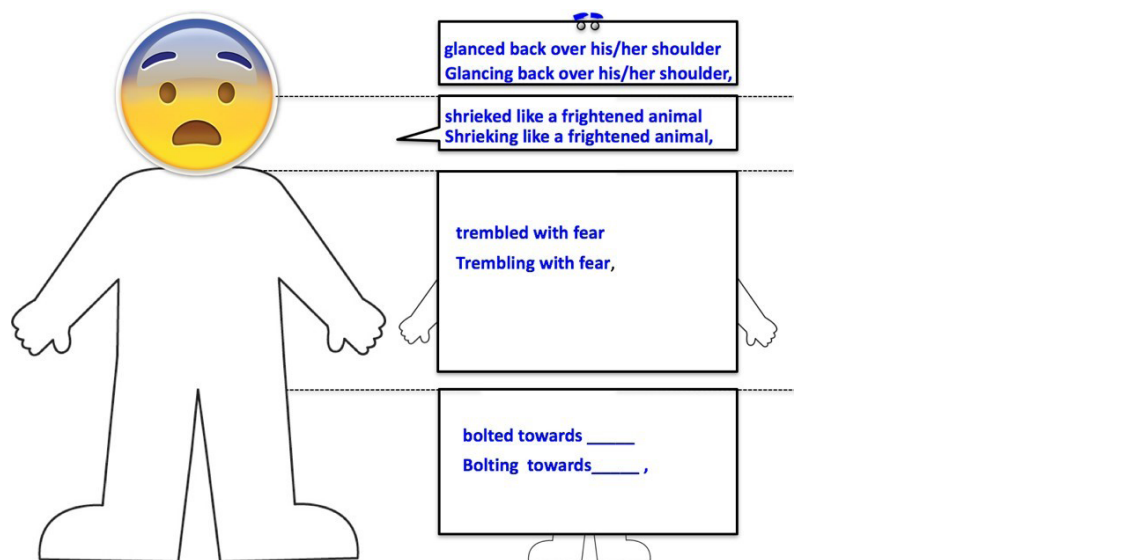 glanced back over his/her shoulder
Glancing back over his/her shoulder,
shrieked like a frightened animal
Shrieking like a frightened animal,
trembled with fear
Trembling with fear,
bolted towards _____
Bolting towards_____ ,